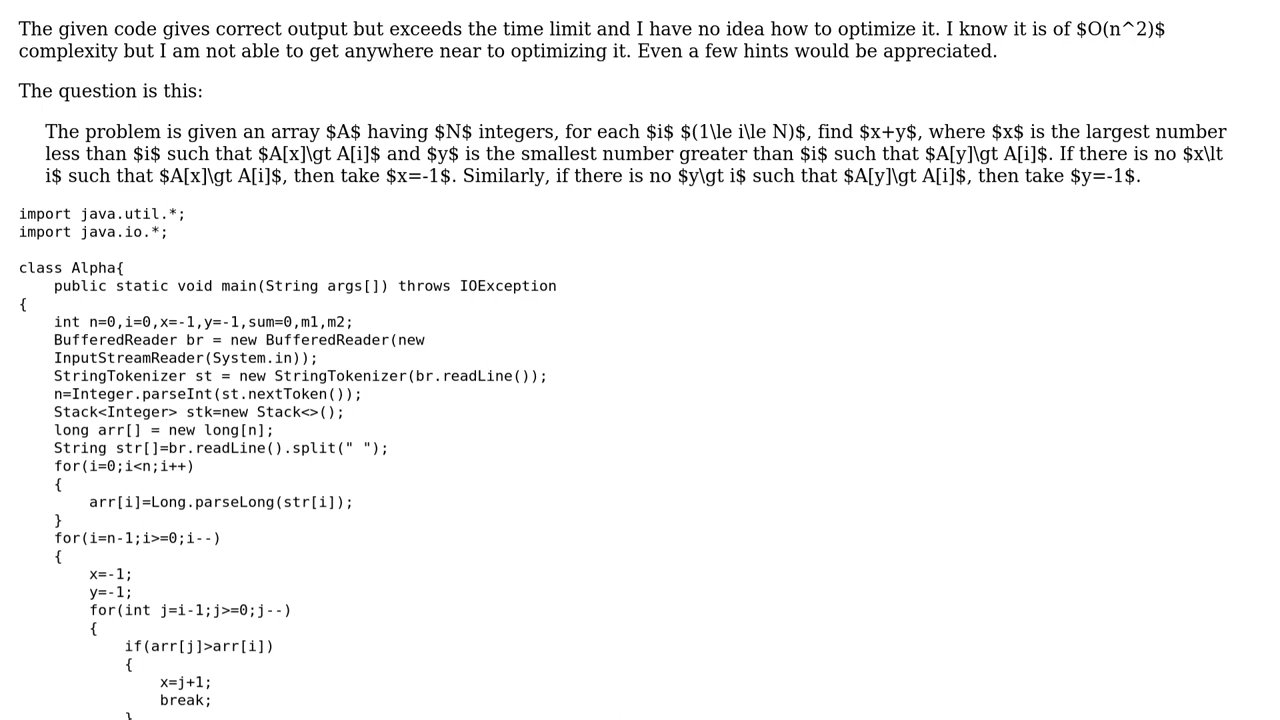 The given code gives correct output but exceeds the time limit and I have no idea how to optimize it. I know it is of $O(n^2)$
complexity but I am not able to get anywhere near to optimizing it. Even a few hints would be appreciated.
The question is this:
The problem is given an array $A$ having $N$ integers, for each $i$ $(1\le i\le N)$, find $x+y$, where $x$ is the largest number
less than $i$ such that $A[x]\gt A[i]$ and $y$ is the smallest number greater than $i$ such that $A[y]\gt A[i]$. If there is no $x\lt
i$ such that $A[x]\gt A[i]$, then take $x=-1$. Similarly, if there is no $y\gt i$ such that $A[y]\gt A[i]$, then take $y=-1$.
import java.util.*;
import java.io.*;
class Alpha{
public static void main(String args[]) throws IOException
{
int n=0,i=0,x=-1,y=-1,sum=0,m1,m2;
BufferedReader br = new BufferedReader(new
InputStreamReader(System.in));
StringTokenizer st = new StringTokenizer(br.readLine());
n=Integer.parseInt(st.nextToken());
Stack<Integer> stk=new Stack<>();
long arr[] = new long[n];
String str[]=br.readLine().split(" ");
for(i=0;i<n;i++)
{
arr[i]=Long.parseLong(str[i]);
}
for(i=n-1;i>=0;i--)
{
x=-1;
y=-1;
for(int j=i-1;j>=0;j--)
{
if(arr[j]>arr[i])
{
x=j+1;
break;
}